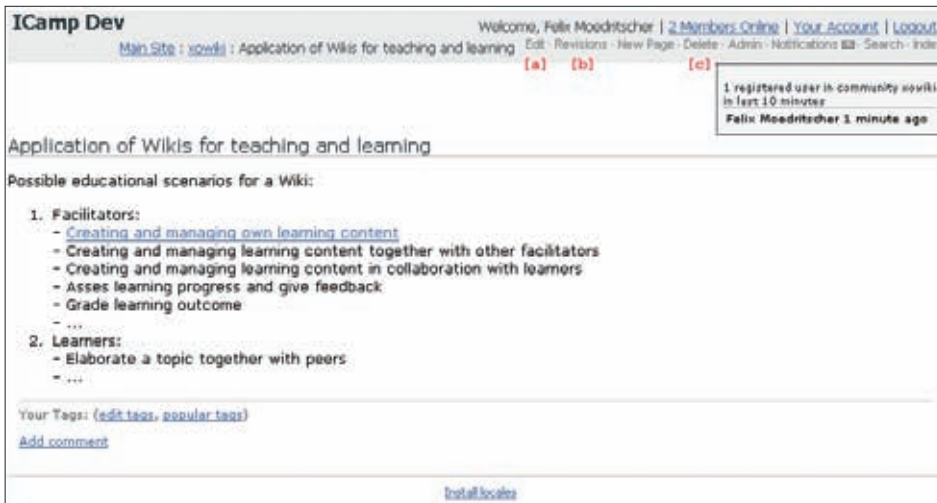 ICamp Dev
Welcome, Felix Moedritscher | 2 Members Online | Your Account | Logout
Main Site : xowiki : Application of Wikis for teaching and learning
Edit · Revisions · New Page · Delete · Admin · Notifications · Search · Inde
[a] [b] [c]
1 registered user in community xowiki
in last 10 minutes
Felix Moedritscher 1 minute ago
Application of Wikis for teaching and learning
Possible educational scenarios for a Wiki:
1. Facilitators:
- Creating and managing own learning content
- Creating and managing learning content together with other facilitators
- Creating and managing learning content in collaboration with learners
- Asses learning progress and give feedback
- Grade learning outcome
- ...
2. Learners:
- Elaborate a topic together with peers
- ...
Your Tags: (edit tags, popular tags)
Add comment
Install locales